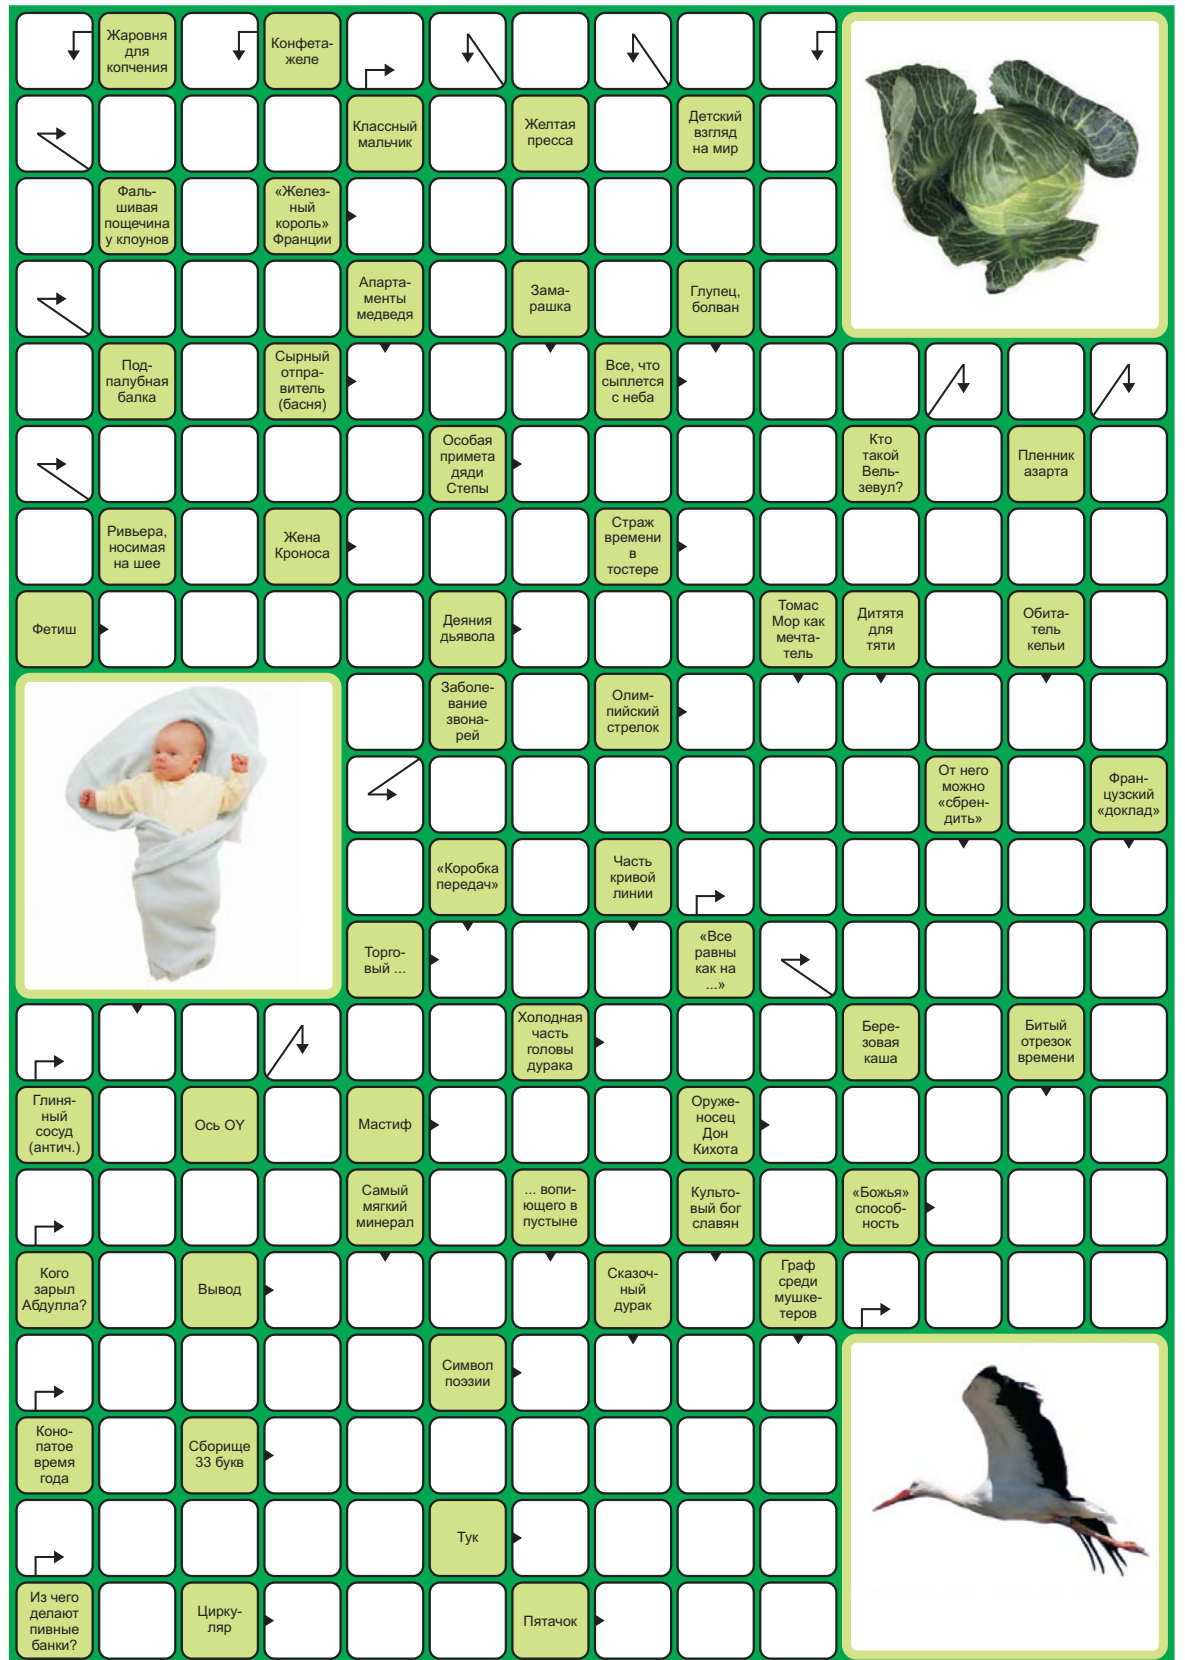 Жаровня
для
копчения
Конфета-
желе
Классный
мальчик
Желтая
пресса
Детский
взгляд
на мир
Фаль-
шивая
пощечина
у клоунов
«Желез-
ный
король»
Франции
Апарта-
менты
медведя
Зама-
рашка
Глупец,
болван
Под-
палубная
балка
Сырный
отпра-
витель
(басня)
Все, что
сыплется
с неба
Особая
примета
дяди
Степы
Кто
такой
Вель-
зевул?
Пленник
азарта
Ривьера,
носимая
на шее
Жена
Кроноса
Страж
времени
в
тостере
Фетиш
Деяния
дьявола
Томас
Мор как
мечта-
тель
Дитятя
для
тяти
Обита-
тель
кельи
Заболе-
вание
звона-
рей
Олим-
пийский
стрелок
От него
можно
«сбрен-
дить»
Фран-
цузский
«доклад»
«Коробка
передач»
Часть
кривой
линии
Торго-
вый ...
«Все
равны
как на
...»
Холодная
часть
головы
дурака
Бере-
зовая
каша
Битый
отрезок
времени
Глиня-
ный
сосуд
(антич.)
Ось OY
Мастиф
Оруже-
носец
Дон
Кихота
Самый
мягкий
минерал
... вопи-
ющего в
пустыне
Культо-
вый бог
славян
«Божья»
способ-
ность
Кого
зарыл
Абдулла?
Вывод
Сказоч-
ный
дурак
Граф
среди
мушке-
теров
Символ
поэзии
Коно-
патое
время
года
Сборище
33 букв
Тук
Из чего
делают
пивные
банки?
Цирку-
ляр
Пятачок